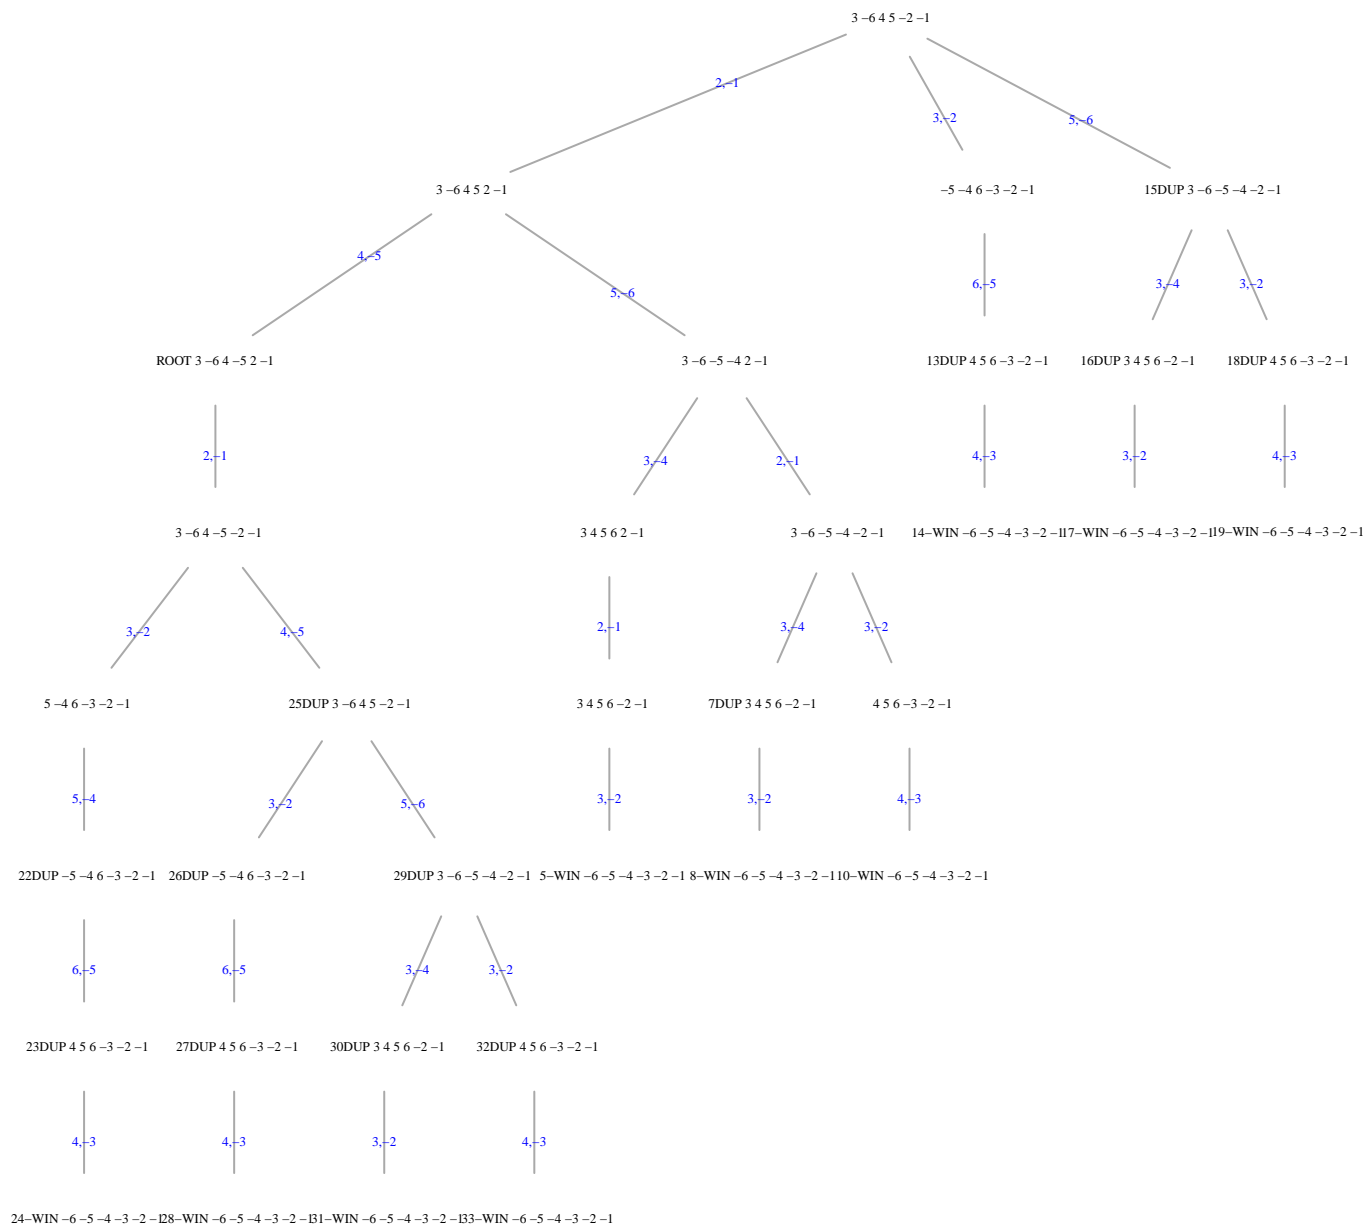 3 −6 4 5 −2 −1
2,−1
3,−2
5,−6
3 −6 4 5 2 −1
−5 −4 6 −3 −2 −1
15DUP 3 −6 −5 −4 −2 −1
4,−5
5,−6
6,−5
3,−4
3,−2
ROOT 3 −6 4 −5 2 −1
3 −6 −5 −4 2 −1
13DUP 4 5 6 −3 −2 −1
16DUP 3 4 5 6 −2 −1
18DUP 4 5 6 −3 −2 −1
2,−1
3,−4
2,−1
4,−3
3,−2
4,−3
3 −6 4 −5 −2 −1
3 4 5 6 2 −1
3 −6 −5 −4 −2 −1
14−WIN −6 −5 −4 −3 −2 −1
17−WIN −6 −5 −4 −3 −2 −1
19−WIN −6 −5 −4 −3 −2 −1
3,−2
4,−5
2,−1
3,−4
3,−2
5 −4 6 −3 −2 −1
25DUP 3 −6 4 5 −2 −1
3 4 5 6 −2 −1
7DUP 3 4 5 6 −2 −1
4 5 6 −3 −2 −1
5,−4
3,−2
5,−6
3,−2
3,−2
4,−3
22DUP −5 −4 6 −3 −2 −1
26DUP −5 −4 6 −3 −2 −1
29DUP 3 −6 −5 −4 −2 −1
5−WIN −6 −5 −4 −3 −2 −1
8−WIN −6 −5 −4 −3 −2 −1
10−WIN −6 −5 −4 −3 −2 −1
6,−5
6,−5
3,−4
3,−2
23DUP 4 5 6 −3 −2 −1
27DUP 4 5 6 −3 −2 −1
30DUP 3 4 5 6 −2 −1
32DUP 4 5 6 −3 −2 −1
4,−3
4,−3
3,−2
4,−3
24−WIN −6 −5 −4 −3 −2 −1
28−WIN −6 −5 −4 −3 −2 −1
31−WIN −6 −5 −4 −3 −2 −1
33−WIN −6 −5 −4 −3 −2 −1